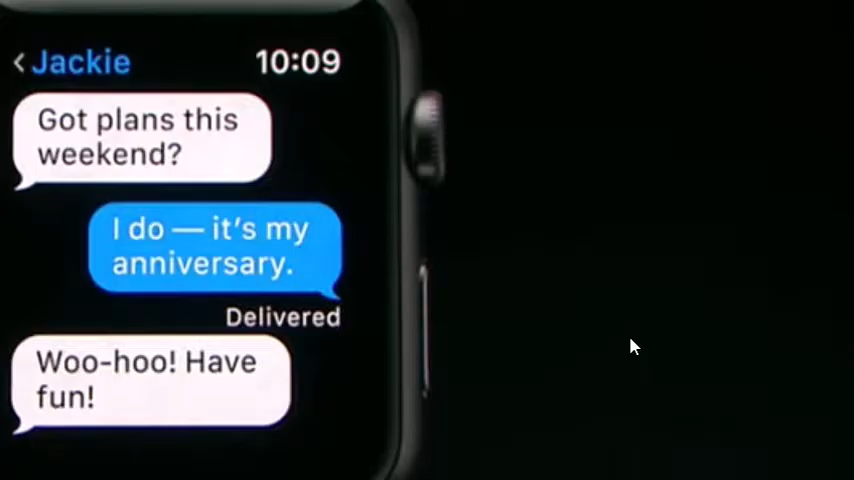 < Jackie 10:09
Got plans this
weekend?
I do — it’s my
anniversary.
Delivered
Woo-hoo! Have
fun!